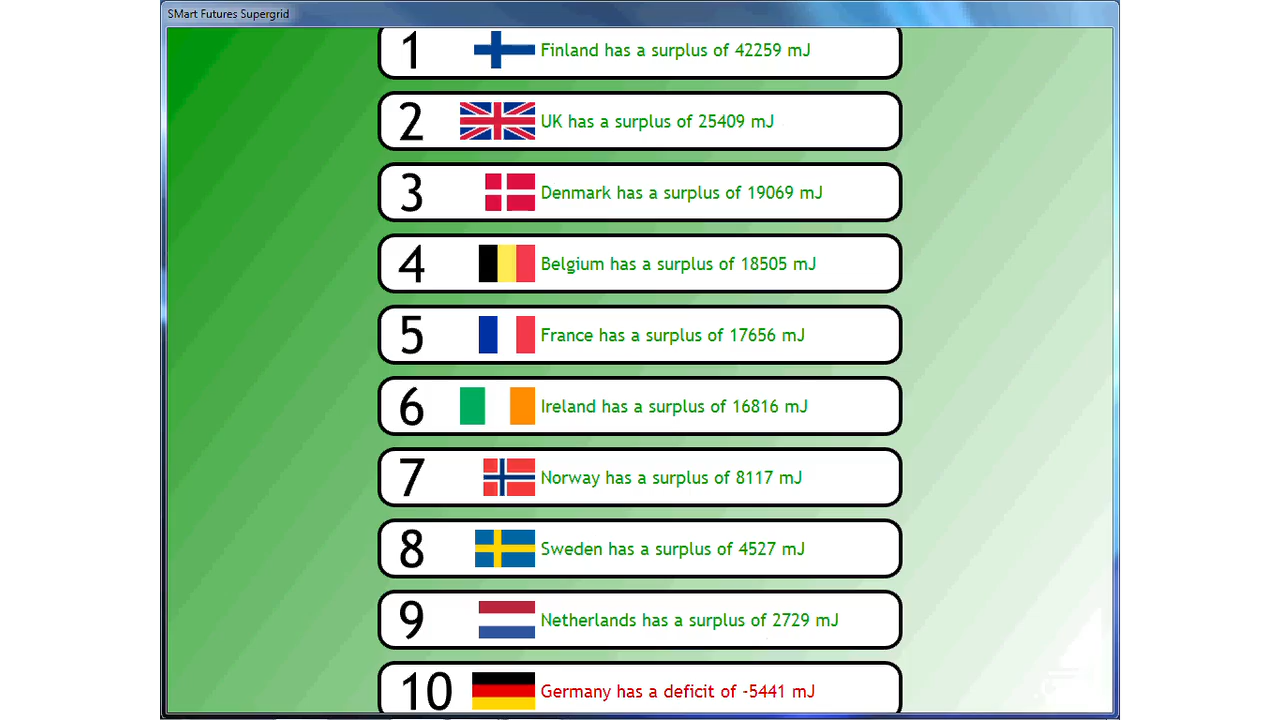 SMart Futures Supergrid
1 Finland has a surplus of 42259 mJ
2 UK has a surplus of 25409 mJ
3 Denmark has a surplus of 19069 mJ
4 Belgium has a surplus of 18505 mJ
5 France has a surplus of 17656 mJ
6 Ireland has a surplus of 16816 mJ
7 Norway has a surplus of 8117 mJ
8 Sweden has a surplus of 4527 mJ
9 Netherlands has a surplus of 2729 mJ
10 Germany has a deficit of -5441 mJ